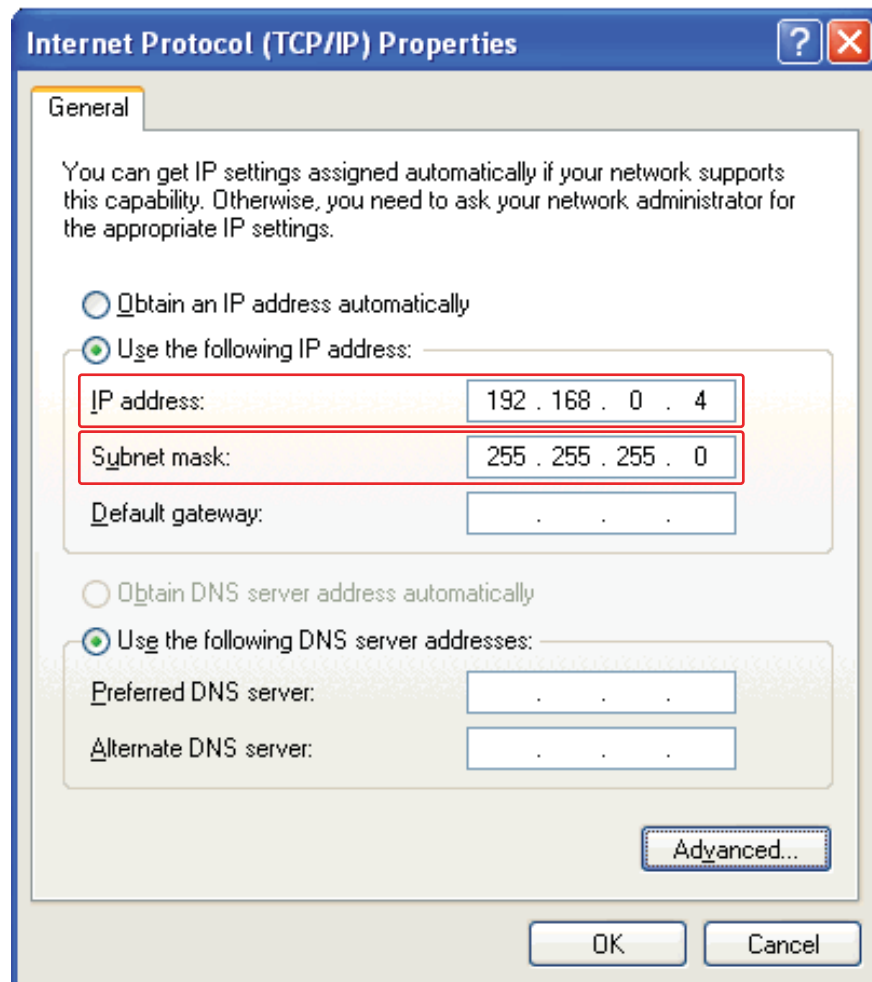 Internet Protocol (TCP/IP) Properties
General
You can get IP settings assigned automatically if your network supports
this capability. Otherwise, you need to ask your network administrator for
the appropriate IP settings.
Obtain an IP address automatically
Use the following IP address:
IP address: 192 . 168 . 0 . 4
Subnet mask: 255 . 255 . 255 . 0
Default gateway: . . .
Obtain DNS server address automatically
Use the following DNS server addresses:
Preferred DNS server: . . .
Alternate DNS server: . . .
Advanced...
OK Cancel